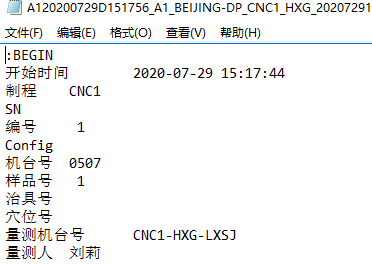 A120200729D151756_A1_BEIJING-DP_CNC1_HXG_20207291
文件(F) 编辑(E) 格式(O) 查看(V) 帮助(H)
:BEGIN
开始时间 2020-07-29 15:17:44
制程 CNC1
SN
编号 1
Config
机台号 0507
样品号 1
治具号
穴位号
量测机台号 CNC1-HXG-LXSJ
量测人 刘莉